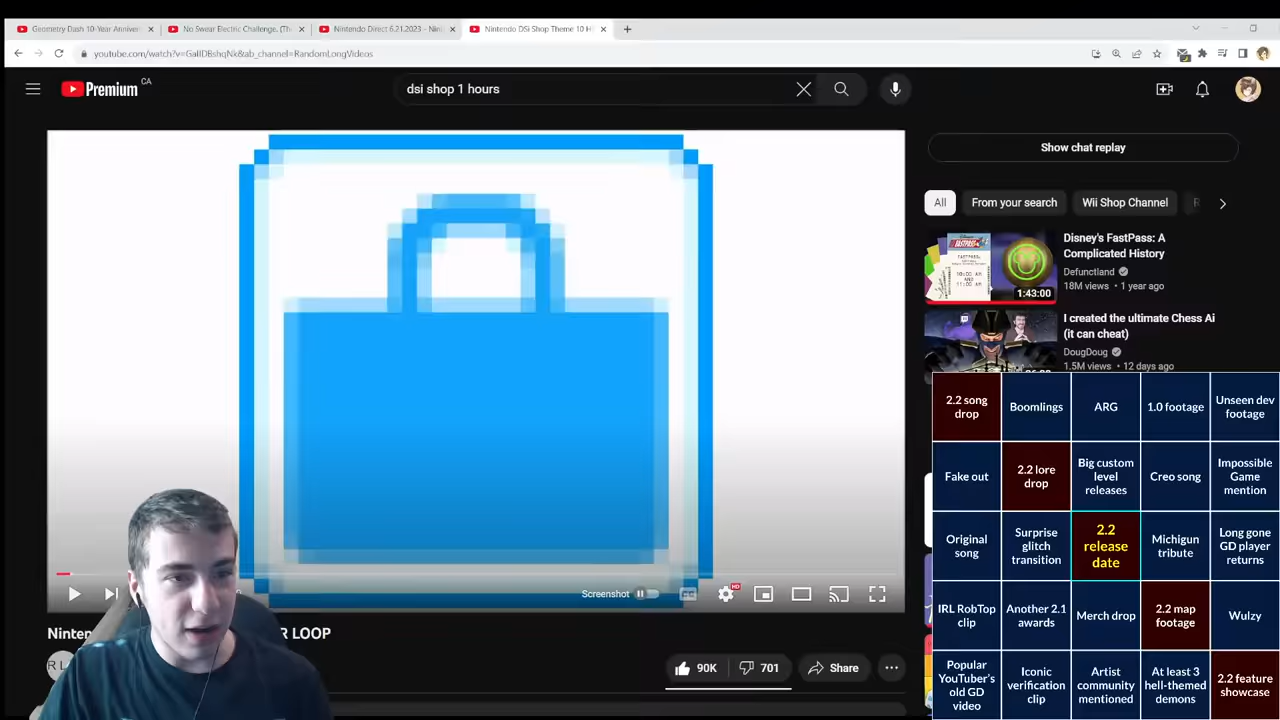 Geometry Dash 10-Year Anniver
No Swear Electric Challenge. (Th
Nintendo Direct 6.21.2023 – Nin
Nintendo DSi Shop Theme 10 H
youtube.com/watch?v=GallDBshqNk&ab_channel=RandomLongVideos
Premium CA
dsi shop 1 hours
Show chat replay
All
From your search
Wii Shop Channel
Disney's FastPass: A
Complicated History
Defunctland
18M views • 1 year ago
1:43:00
I created the ultimate Chess Ai
(it can cheat)
DougDoug
1.5M views • 12 days ago
Screenshot
HD
Ninten
R LOOP
RL
90K
701
Share
2.2 song
drop
Boomlings
ARG
1.0 footage
Unseen dev
footage
Fake out
2.2 lore
drop
Big custom
level
releases
Creo song
Impossible
Game
mention
Original
song
Surprise
glitch
transition
2.2
release
date
Michigun
tribute
Long gone
GD player
returns
IRL RobTop
clip
Another 2.1
awards
Merch drop
2.2 map
footage
Wulzy
Popular
YouTuber's
old GD
video
Iconic
verification
clip
Artist
community
mentioned
At least 3
hell-themed
demons
2.2 feature
showcase